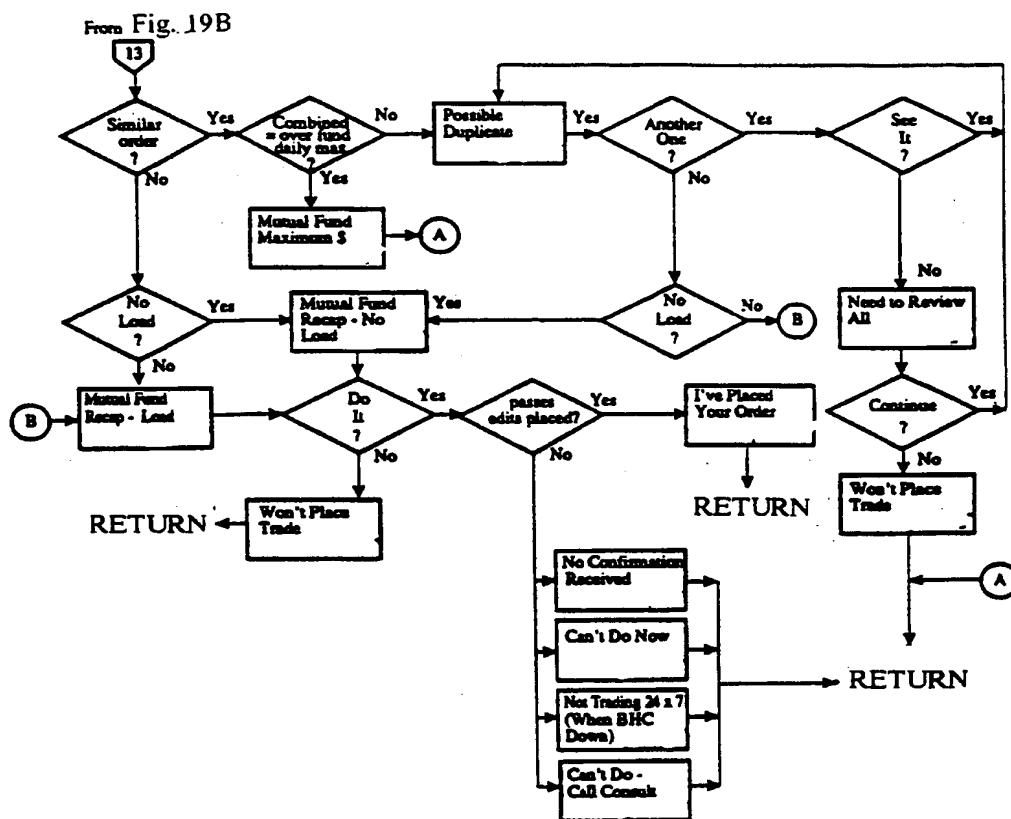 From Fig. 19B
13
Similar
order
?
Yes
Combined
= over fund
daily max
?
No
Possible
Duplicate
Yes
Another
One
?
Yes
See
It
?
Yes
No
Yes
Mutual Fund
Maximum $
A
No
No
Need to Review
All
No
Load
?
Yes
Mutual Fund
Recap - No
Load
Yes
No
Load
?
No
B
No
B
Mutual Fund
Recap - Load
Do
It
?
Yes
passes
edits placed?
Yes
I've Placed
Your Order
Continue
?
Yes
No
No
No
RETURN
Won't Place
Trade
RETURN
Won't Place
Trade
No Confirmation
Received
A
Can't Do Now
RETURN
Not Trading 24 x 7
(When BHC
Down)
Can't Do -
Call Consult